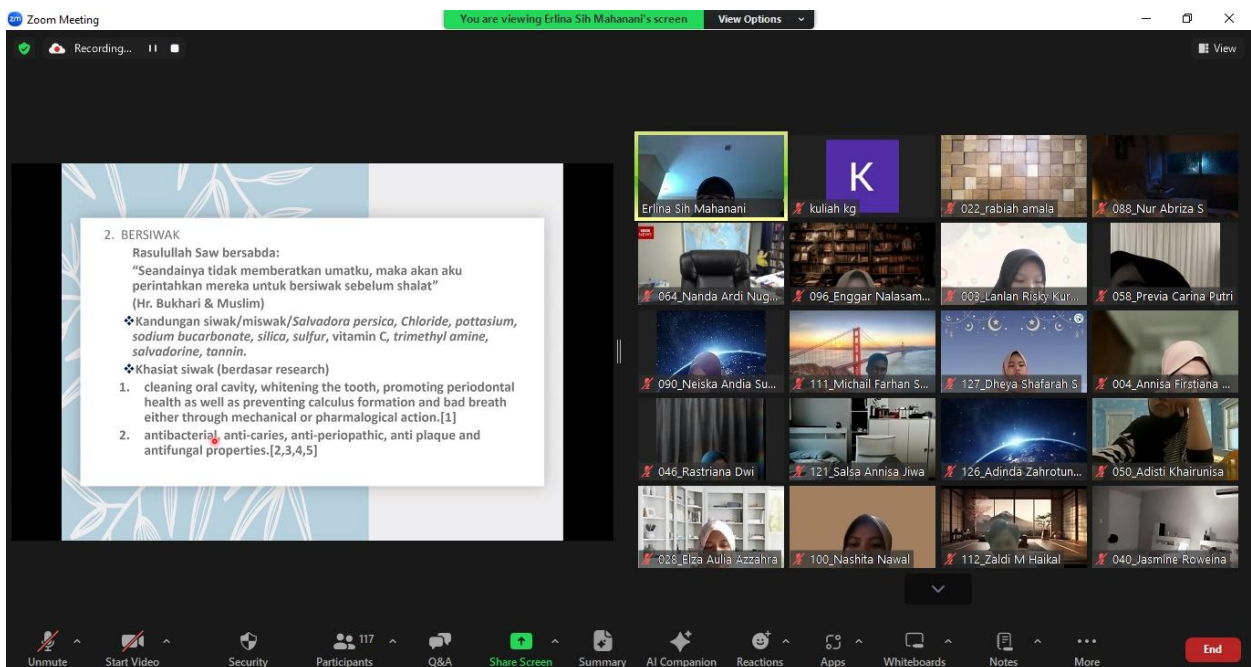 zm Zoom Meeting
You are viewing Erlina Sih Mahanani's screen
View Options
Recording...
View
2. BERSIWAK
Rasulullah Saw bersabda:
“Seandainya tidak memberatkan umatku, maka akan aku
perintahkan mereka untuk bersiwak sebelum shalat”
(Hr. Bukhari & Muslim)
❖Kandungan siwak/miswak/Salvadora persica, Chloride, pottasium,
sodium bucarbonate, silica, sulfur, vitamin C, trimethyl amine,
salvadorine, tannin.
❖Khasiat siwak (berdasar research)
1. cleaning oral cavity, whitening the tooth, promoting periodontal
health as well as preventing calculus formation and bad breath
either through mechanical or pharmalogical action.[1]
2. antibacterial, anti-caries, anti-periopathic, anti plaque and
antifungal properties.[2,3,4,5]
Erlina Sih Mahanani
K
kuliah kg
022_rabiah amala
088_Nur Abriza S
BBC
NEWS
064_Nanda Ardi Nug...
096_Enggar Nalasam...
003_Lanlan Risky Kur...
058_Previa Carina Putri
090_Neiska Andia Su...
111_Michail Farhan S...
127_Dheya Shafarah S
004_Annisa Firstiana ...
046_Rastriana Dwi
121_Salsa Annisa Jiwa
126_Adinda Zahrotun...
050_Adisti Khairunisa
028_Elza Aulia Azzahra
100_Nashita Nawal
112_Zaldi M Haikal
040_Jasmine Roweina
Unmute
Start Video
Security
117
Participants
Q&A
Share Screen
Summary
AI Companion
Reactions
Apps
Whiteboards
Notes
More
End